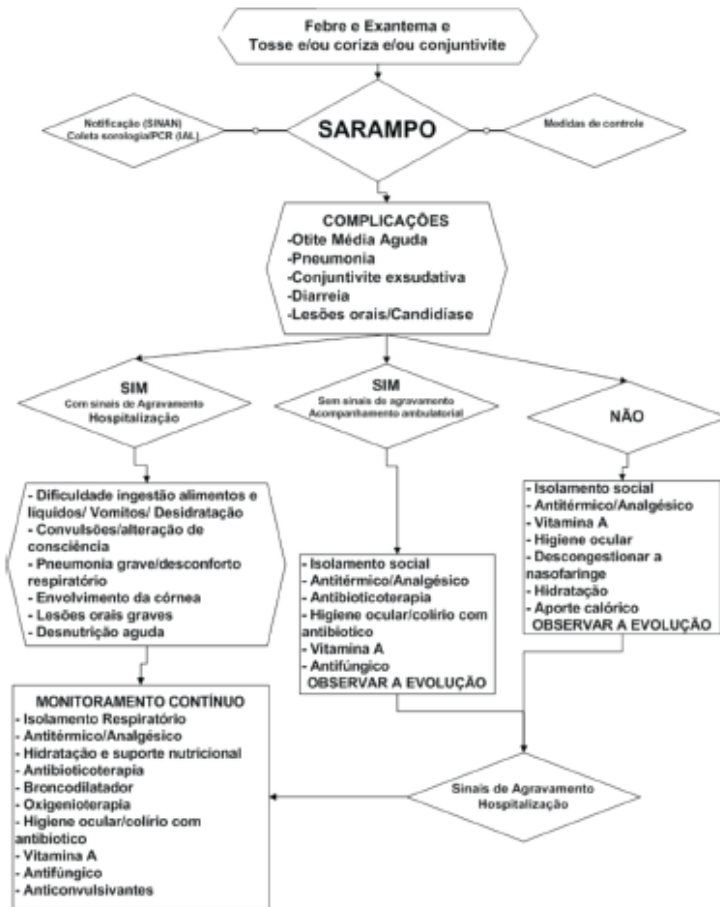 Febre e Exantema e
Tosse e/ou coriza e/ou conjuntivite
Notificação (SINAN)
Coleta sorologia/PCR (IAL)
SARAMPO
Medidas de controle
COMPLICAÇÕES
-Otite Média Aguda
-Pneumonia
-Conjuntivite exsudativa
-Diarreia
-Lesões orais/Candidíase
SIM
Com sinais de Agravamento
Hospitalização
SIM
Sem sinais de agravamento
Acompanhamento ambulatorial
NÃO
- Dificuldade ingestão alimentos e
líquidos/ Vomitos/ Desidratação
- Convulsões/alteração de
consciência
- Pneumonia grave/desconforto
respiratório
- Envolvimento da córnea
- Lesões orais graves
- Desnutrição aguda
- Isolamento social
- Antitérmico/Analgésico
- Antibioticoterapia
- Higiene ocular/colírio com
antibiotico
- Vitamina A
- Antifúngico
OBSERVAR A EVOLUÇÃO
- Isolamento social
- Antitérmico/Analgésico
- Vitamina A
- Higiene ocular
- Descongestionar a
nasofaringe
- Hidratação
- Aporte calórico
OBSERVAR A EVOLUÇÃO
MONITORAMENTO CONTÍNUO
- Isolamento Respiratório
- Antitérmico/Analgésico
- Hidratação e suporte nutricional
- Antibioticoterapia
- Broncodilatador
- Oxigenioterapia
- Higiene ocular/colírio com
antibiotico
- Vitamina A
- Antifúngico
- Anticonvulsivantes
Sinais de Agravamento
Hospitalização